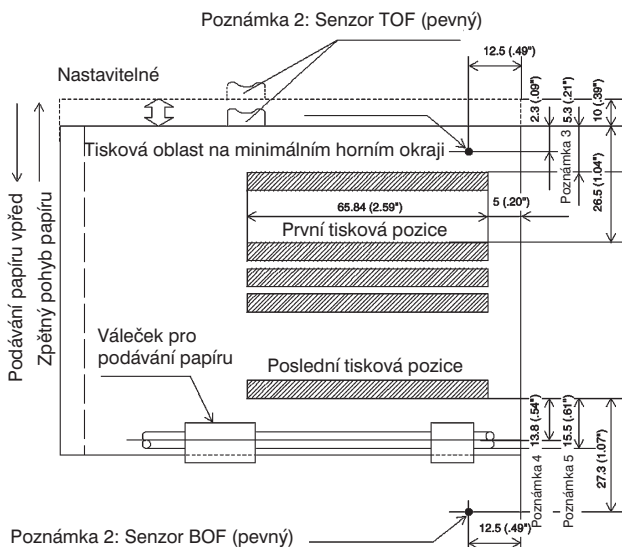 Poznámka 2: Senzor TOF (pevný)
12.5 (.49")
Nastavitelné
2.3 (.09")
5.3 (.21")
10 (.39")
Podávání papíru vpřed
Zpětný pohyb papíru
Tisková oblast na minimálním horním okraji
Poznámka 3
26.5 (1.04")
65.84 (2.59")
5 (.20")
První tisková pozice
Váleček pro
podávání papíru
Poslední tisková pozice
13.8 (.54")
15.5 (.61")
Poznámka 4
Poznámka 5
27.3 (1.07")
Poznámka 2: Senzor BOF (pevný)
12.5 (.49")